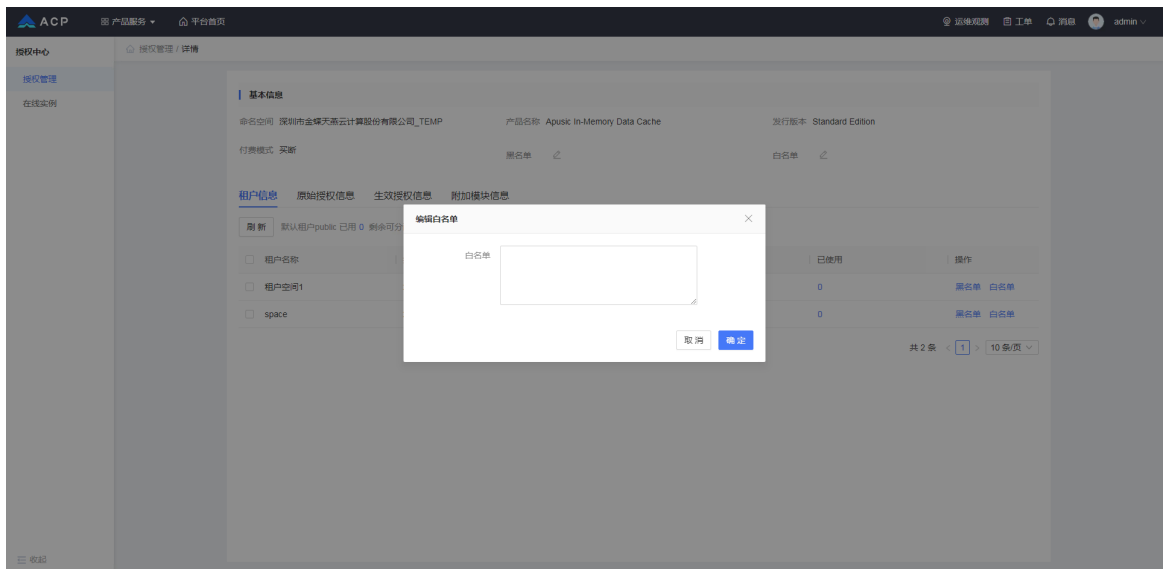 ACP 产品服务 平台首页 运维观测 工单 消息 admin
授权中心 授权管理 / 详情
授权管理
在线实例
基本信息
命名空间 深圳市金蝶天燕云计算股份有限公司_TEMP 产品名称 Apusic In-Memory Data Cache 发行版本 Standard Edition
付费模式 买断 黑名单 白名单
租户信息 原始授权信息 生效授权信息 附加模块信息
编辑白名单
刷新 默认租户public 已用 0 剩余可分
白名单
租户名称 已使用 操作
租户空间1 0 黑名单 白名单
space 0 黑名单 白名单
取消 确定
共 2 条 < 1 > 10 条/页
收起